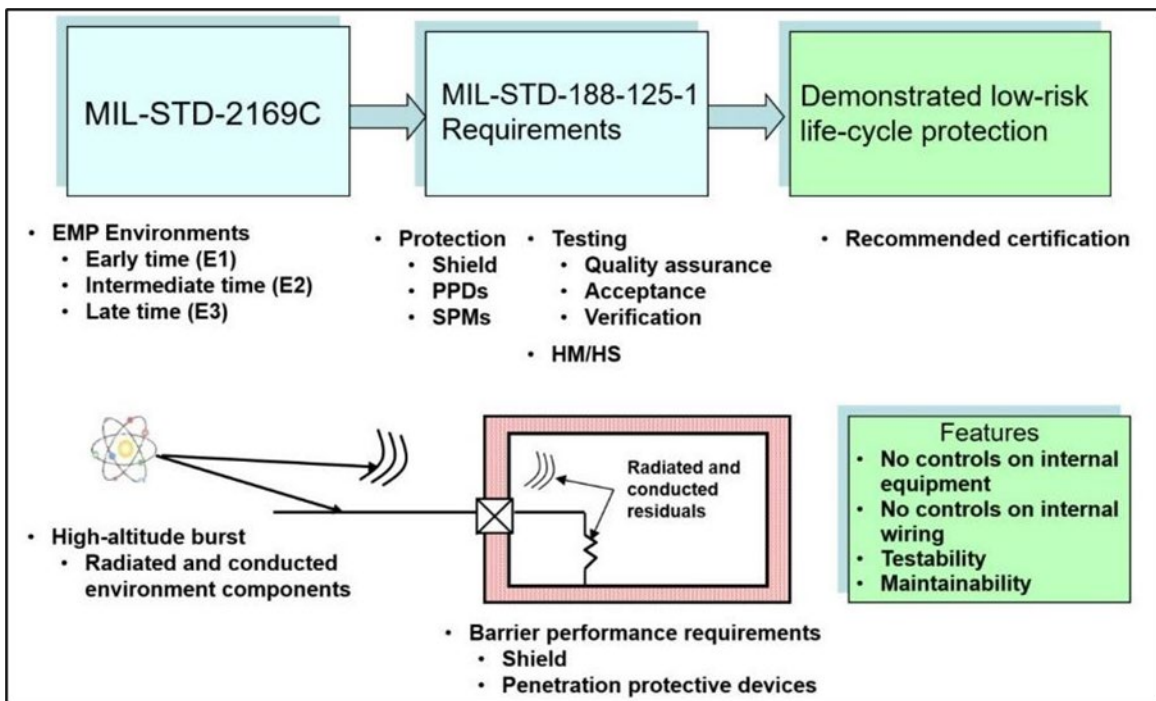 MIL-STD-2169C
MIL-STD-188-125-1
Requirements
Demonstrated low-risk
life-cycle protection
• EMP Environments
• Early time (E1)
• Intermediate time (E2)
• Late time (E3)
• Protection
• Shield
• PPDs
• SPMs
• Testing
• Quality assurance
• Acceptance
• Verification
• HM/HS
• Recommended certification
• High-altitude burst
• Radiated and conducted
environment components
Radiated and
conducted
residuals
• Barrier performance requirements
• Shield
• Penetration protective devices
Features
• No controls on internal
equipment
• No controls on internal
wiring
• Testability
• Maintainability